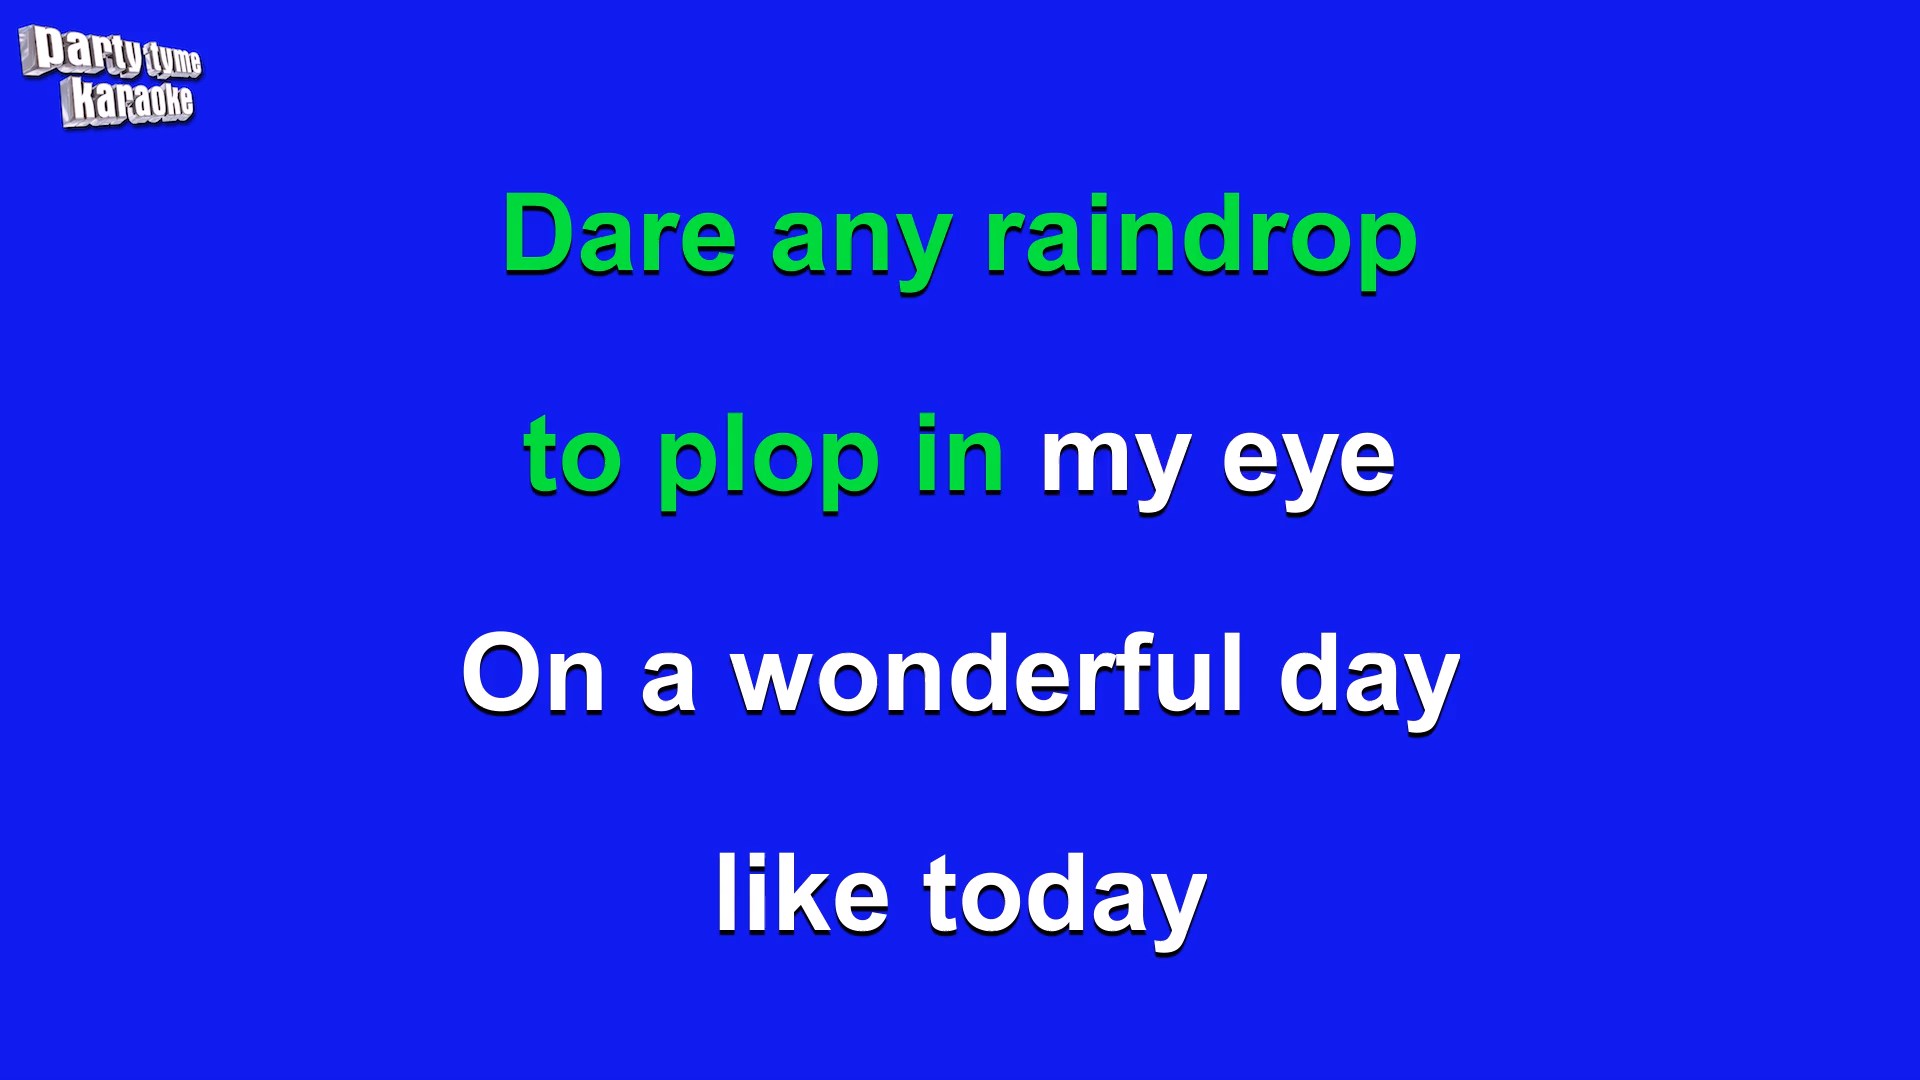 party tyme
karaoke
Dare any raindrop
to plop in my eye
On a wonderful day
like today